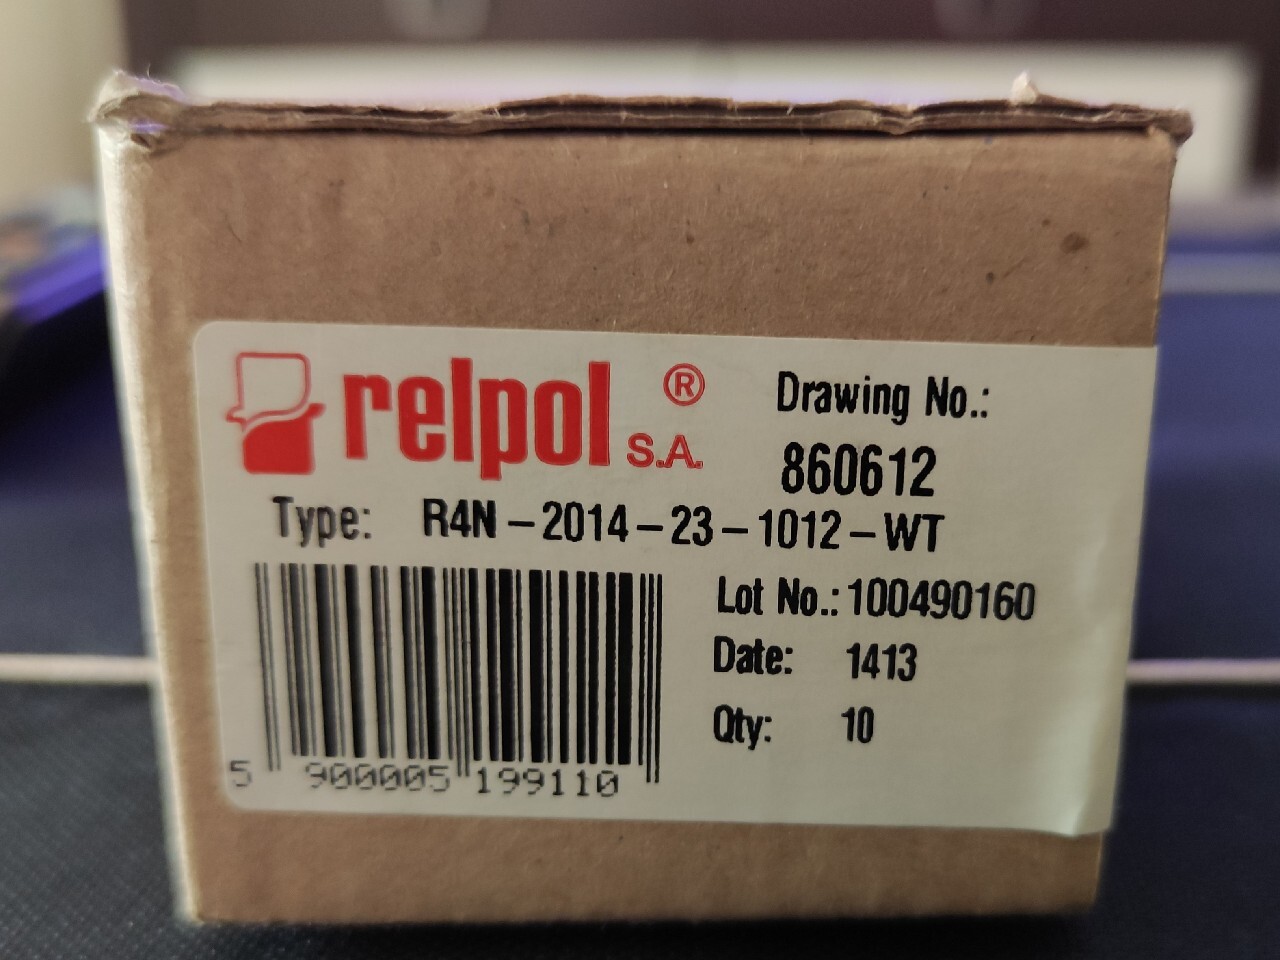 relpol ® S.A.
Drawing No.:
860612
Type: R4N-2014-23-1012-WT
Lot No.: 100490160
Date: 1413
Qty: 10
5 900005 199110